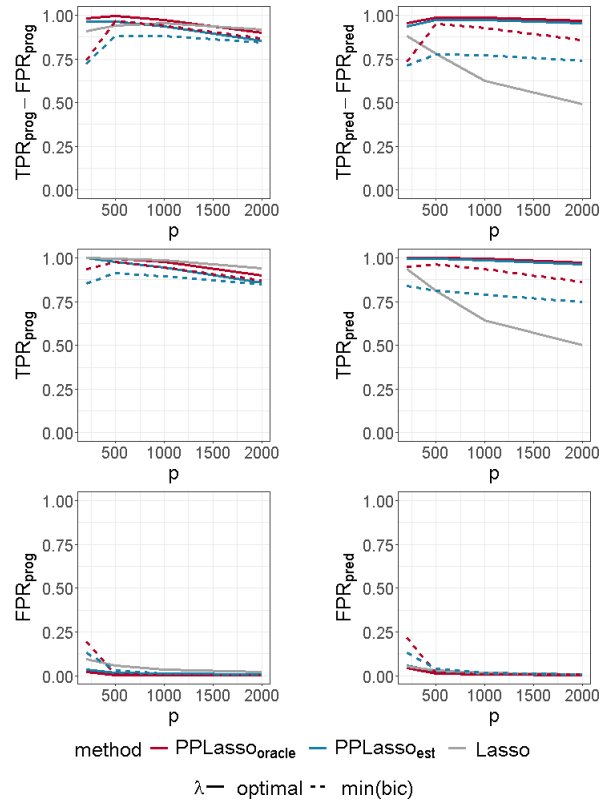 TPRprog − FPRprog
1.00
0.75
0.50
0.25
0.00
500 1000 1500 2000
p
TPRpred − FPRpred
1.00
0.75
0.50
0.25
0.00
500 1000 1500 2000
p
TPRprog
1.00
0.75
0.50
0.25
0.00
500 1000 1500 2000
p
TPRpred
1.00
0.75
0.50
0.25
0.00
500 1000 1500 2000
p
FPRprog
1.00
0.75
0.50
0.25
0.00
500 1000 1500 2000
p
FPRpred
1.00
0.75
0.50
0.25
0.00
500 1000 1500 2000
p
method PPLassooracle PPLassoest Lasso
λ optimal min(bic)